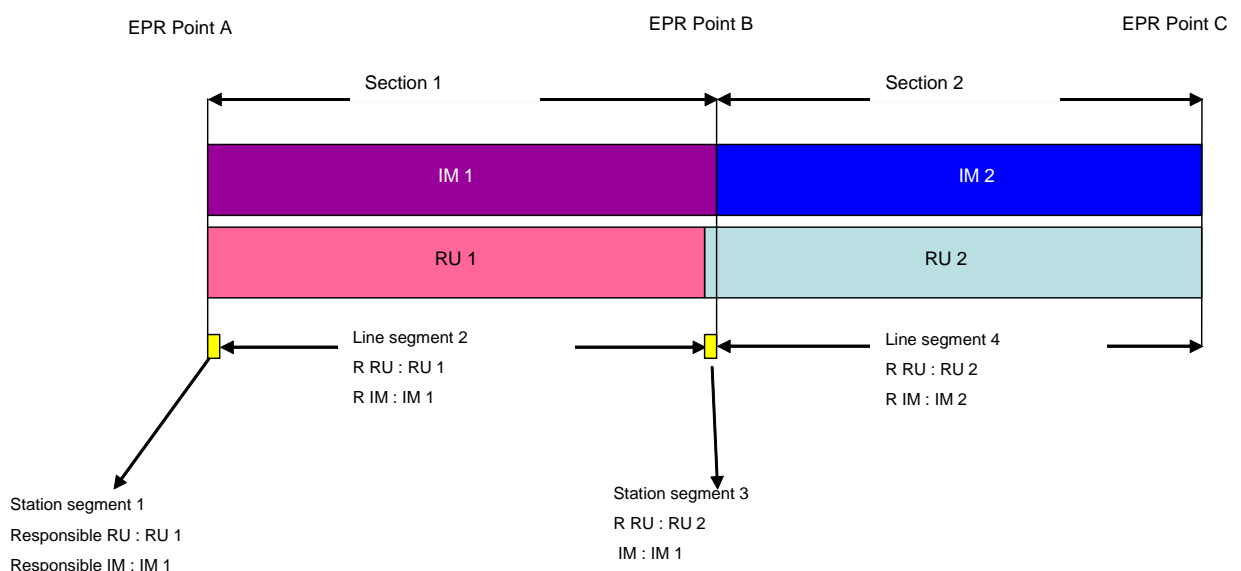 EPR Point A
EPR Point B
EPR Point C
Section 1
Section 2
IM 1
IM 2
RU 1
RU 2
Line segment 2
R RU : RU 1
R IM : IM 1
Line segment 4
R RU : RU 2
R IM : IM 2
Station segment 1
Responsible RU : RU 1
Responsible IM : IM 1
Station segment 3
R RU : RU 2
IM : IM 1